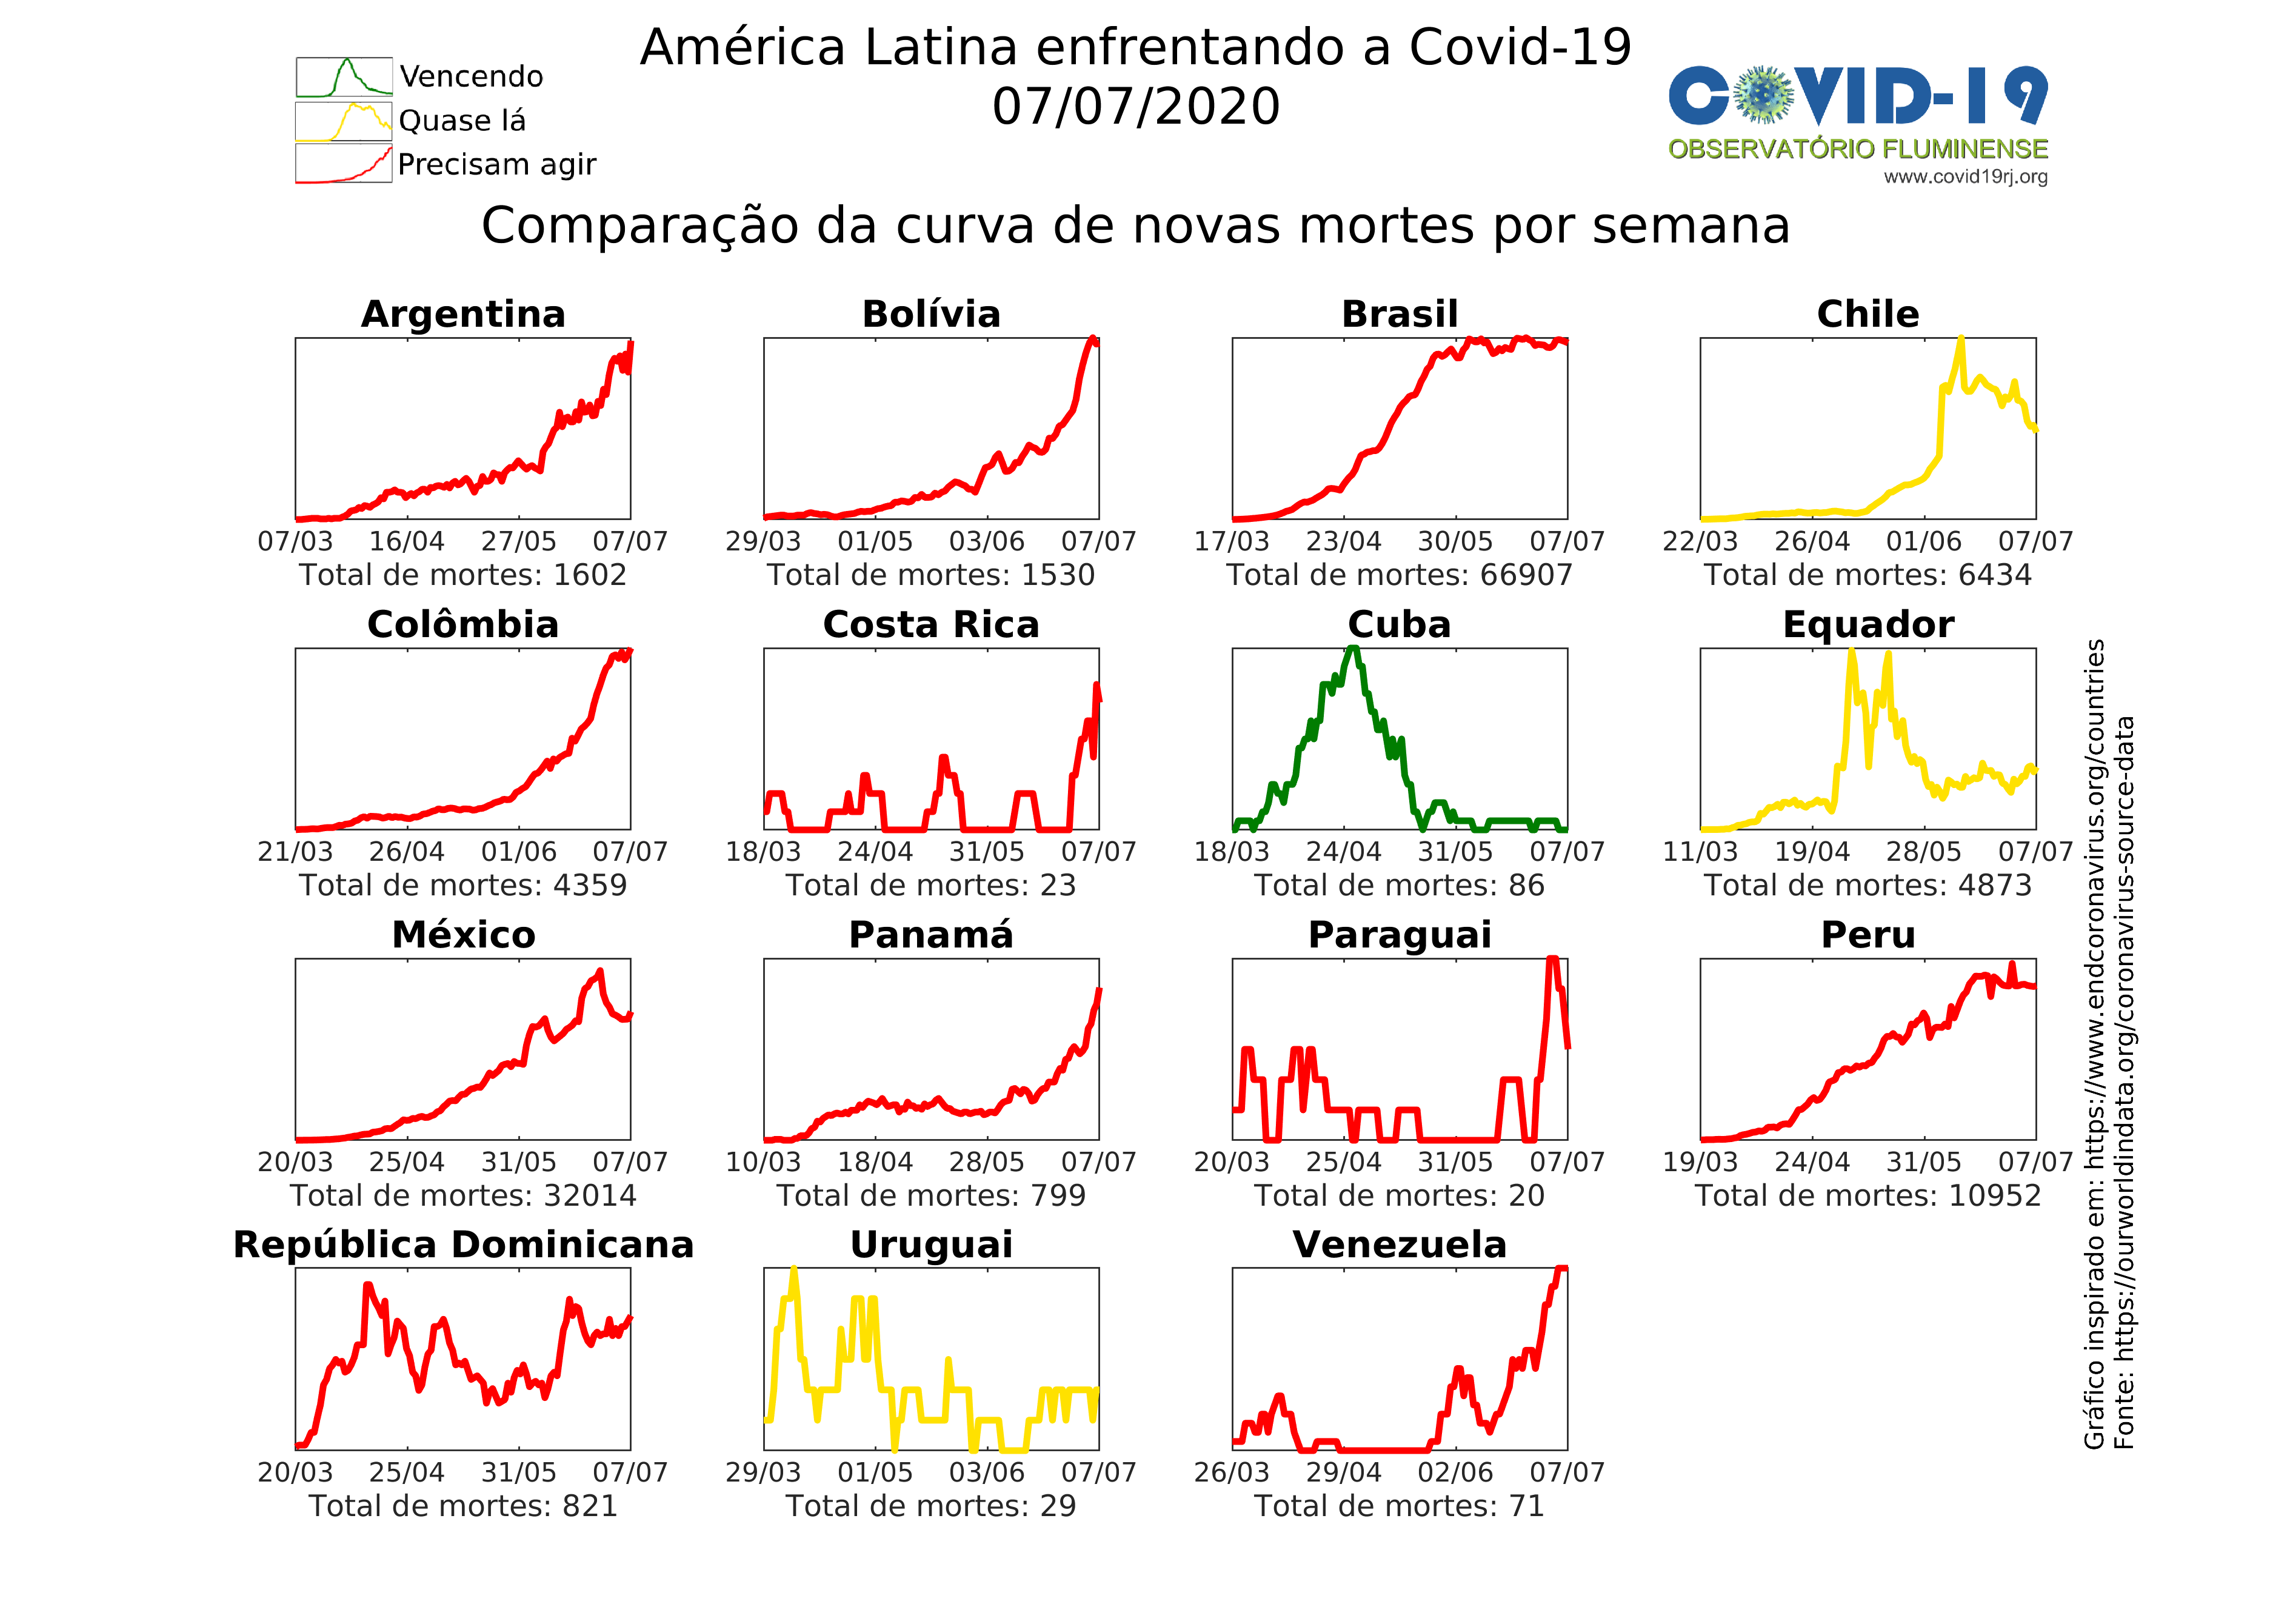 América Latina enfrentando a Covid-19
07/07/2020
Vencendo
Quase lá
Precisam agir
COVID-19
OBSERVATÓRIO FLUMINENSE
www.covid19rj.org
Comparação da curva de novas mortes por semana
Argentina
07/03 16/04 27/05 07/07
Total de mortes: 1602
Bolívia
29/03 01/05 03/06 07/07
Total de mortes: 1530
Brasil
17/03 23/04 30/05 07/07
Total de mortes: 66907
Chile
22/03 26/04 01/06 07/07
Total de mortes: 6434
Colômbia
21/03 26/04 01/06 07/07
Total de mortes: 4359
Costa Rica
18/03 24/04 31/05 07/07
Total de mortes: 23
Cuba
18/03 24/04 31/05 07/07
Total de mortes: 86
Equador
11/03 19/04 28/05 07/07
Total de mortes: 4873
México
20/03 25/04 31/05 07/07
Total de mortes: 32014
Panamá
10/03 18/04 28/05 07/07
Total de mortes: 799
Paraguai
20/03 25/04 31/05 07/07
Total de mortes: 20
Peru
19/03 24/04 31/05 07/07
Total de mortes: 10952
República Dominicana
20/03 25/04 31/05 07/07
Total de mortes: 821
Uruguai
29/03 01/05 03/06 07/07
Total de mortes: 29
Venezuela
26/03 29/04 02/06 07/07
Total de mortes: 71
Gráfico inspirado em: https://www.endcoronavirus.org/countries
Fonte: https://ourworldindata.org/coronavirus-source-data